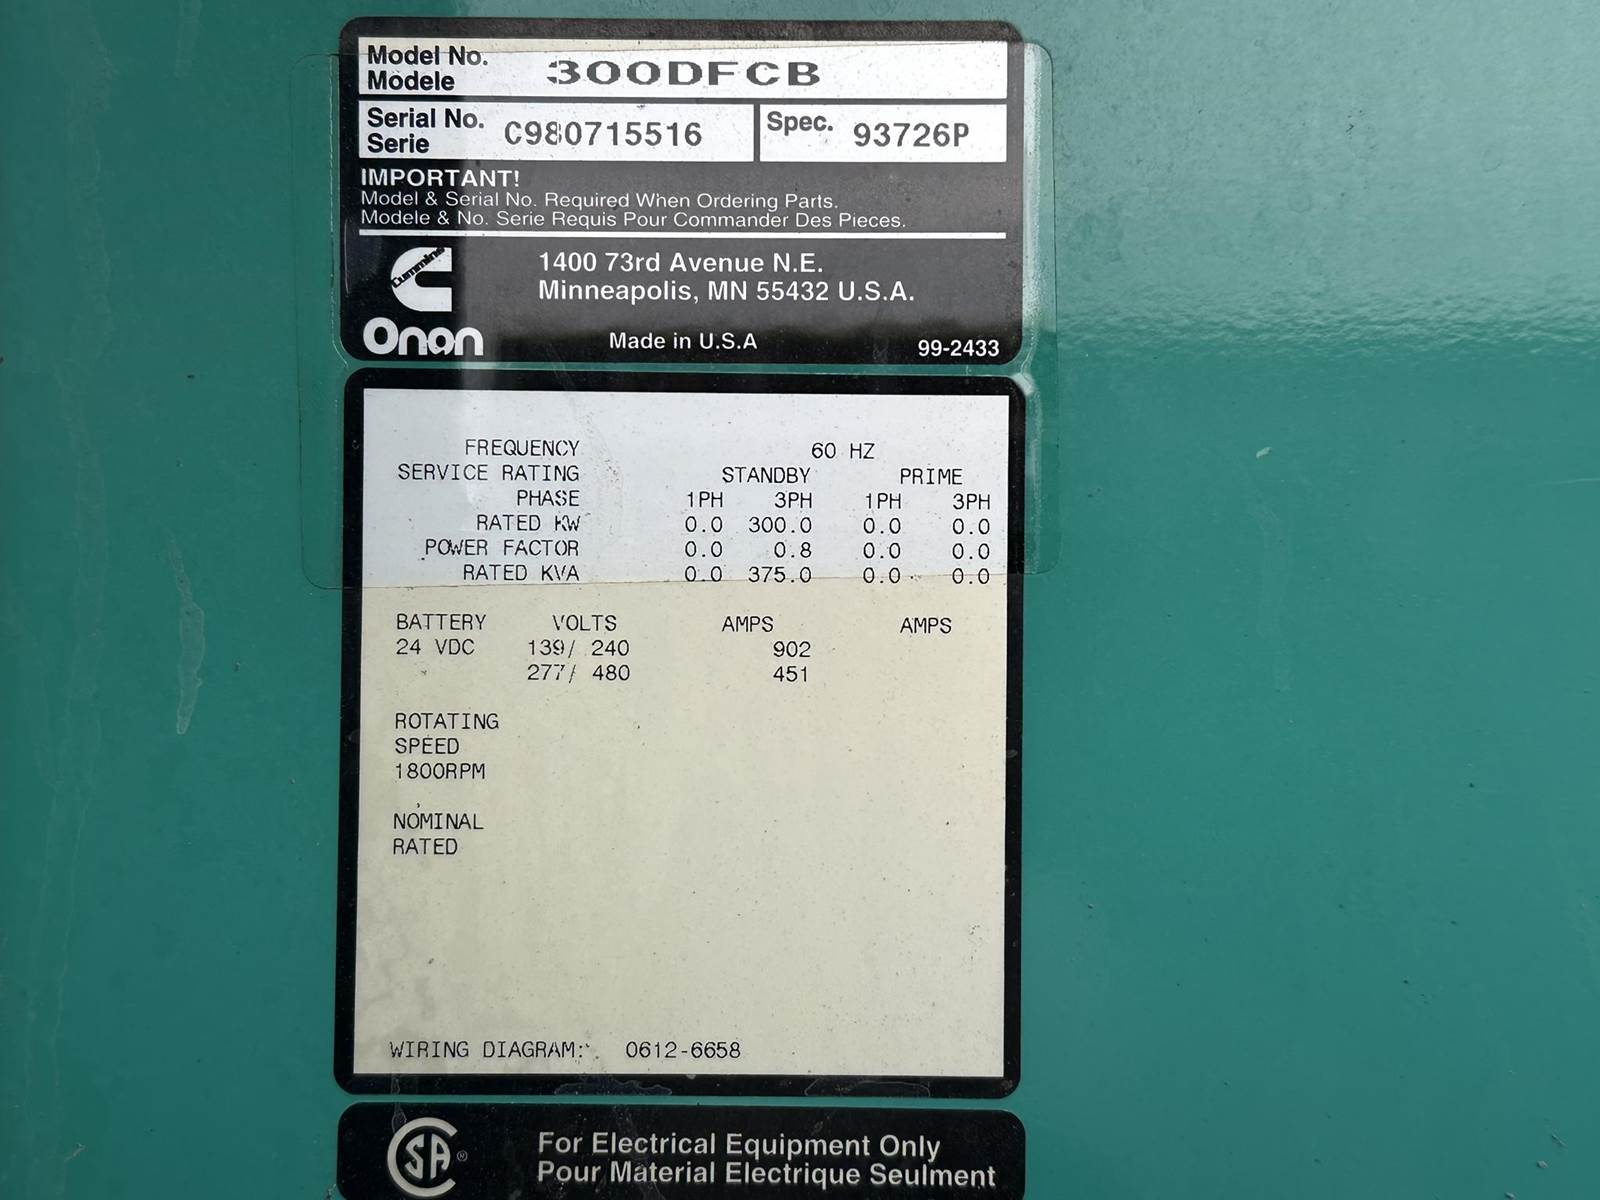 Model No. 300DFCB
Modele
Serial No. C980715516 Spec. 93726P
Serie
IMPORTANT!
Model & Serial No. Required When Ordering Parts.
Modele & No. Serie Requis Pour Commander Des Pieces.
Cummins
Onan
1400 73rd Avenue N.E.
Minneapolis, MN 55432 U.S.A.
Made in U.S.A 99-2433
FREQUENCY 60 HZ
SERVICE RATING STANDBY PRIME
PHASE 1PH 3PH 1PH 3PH
RATED KW 0.0 300.0 0.0 0.0
POWER FACTOR 0.0 0.8 0.0 0.0
RATED KVA 0.0 375.0 0.0 0.0
BATTERY VOLTS AMPS AMPS
24 VDC 139/ 240 902
277/ 480 451
ROTATING
SPEED
1800RPM
NOMINAL
RATED
WIRING DIAGRAM: 0612-6658
CSA ®
For Electrical Equipment Only
Pour Material Electrique Seulment